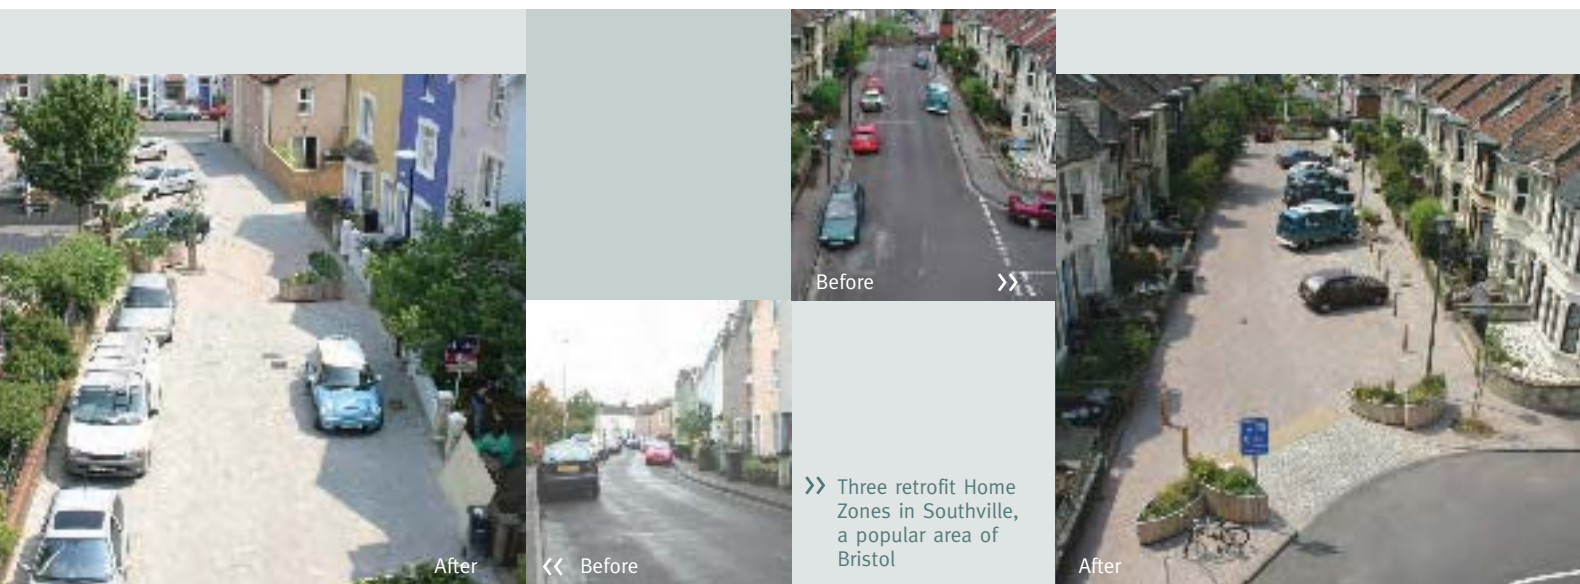 Before >>
>> Three retrofit Home
Zones in Southville,
a popular area of
Bristol
After
<< Before
After